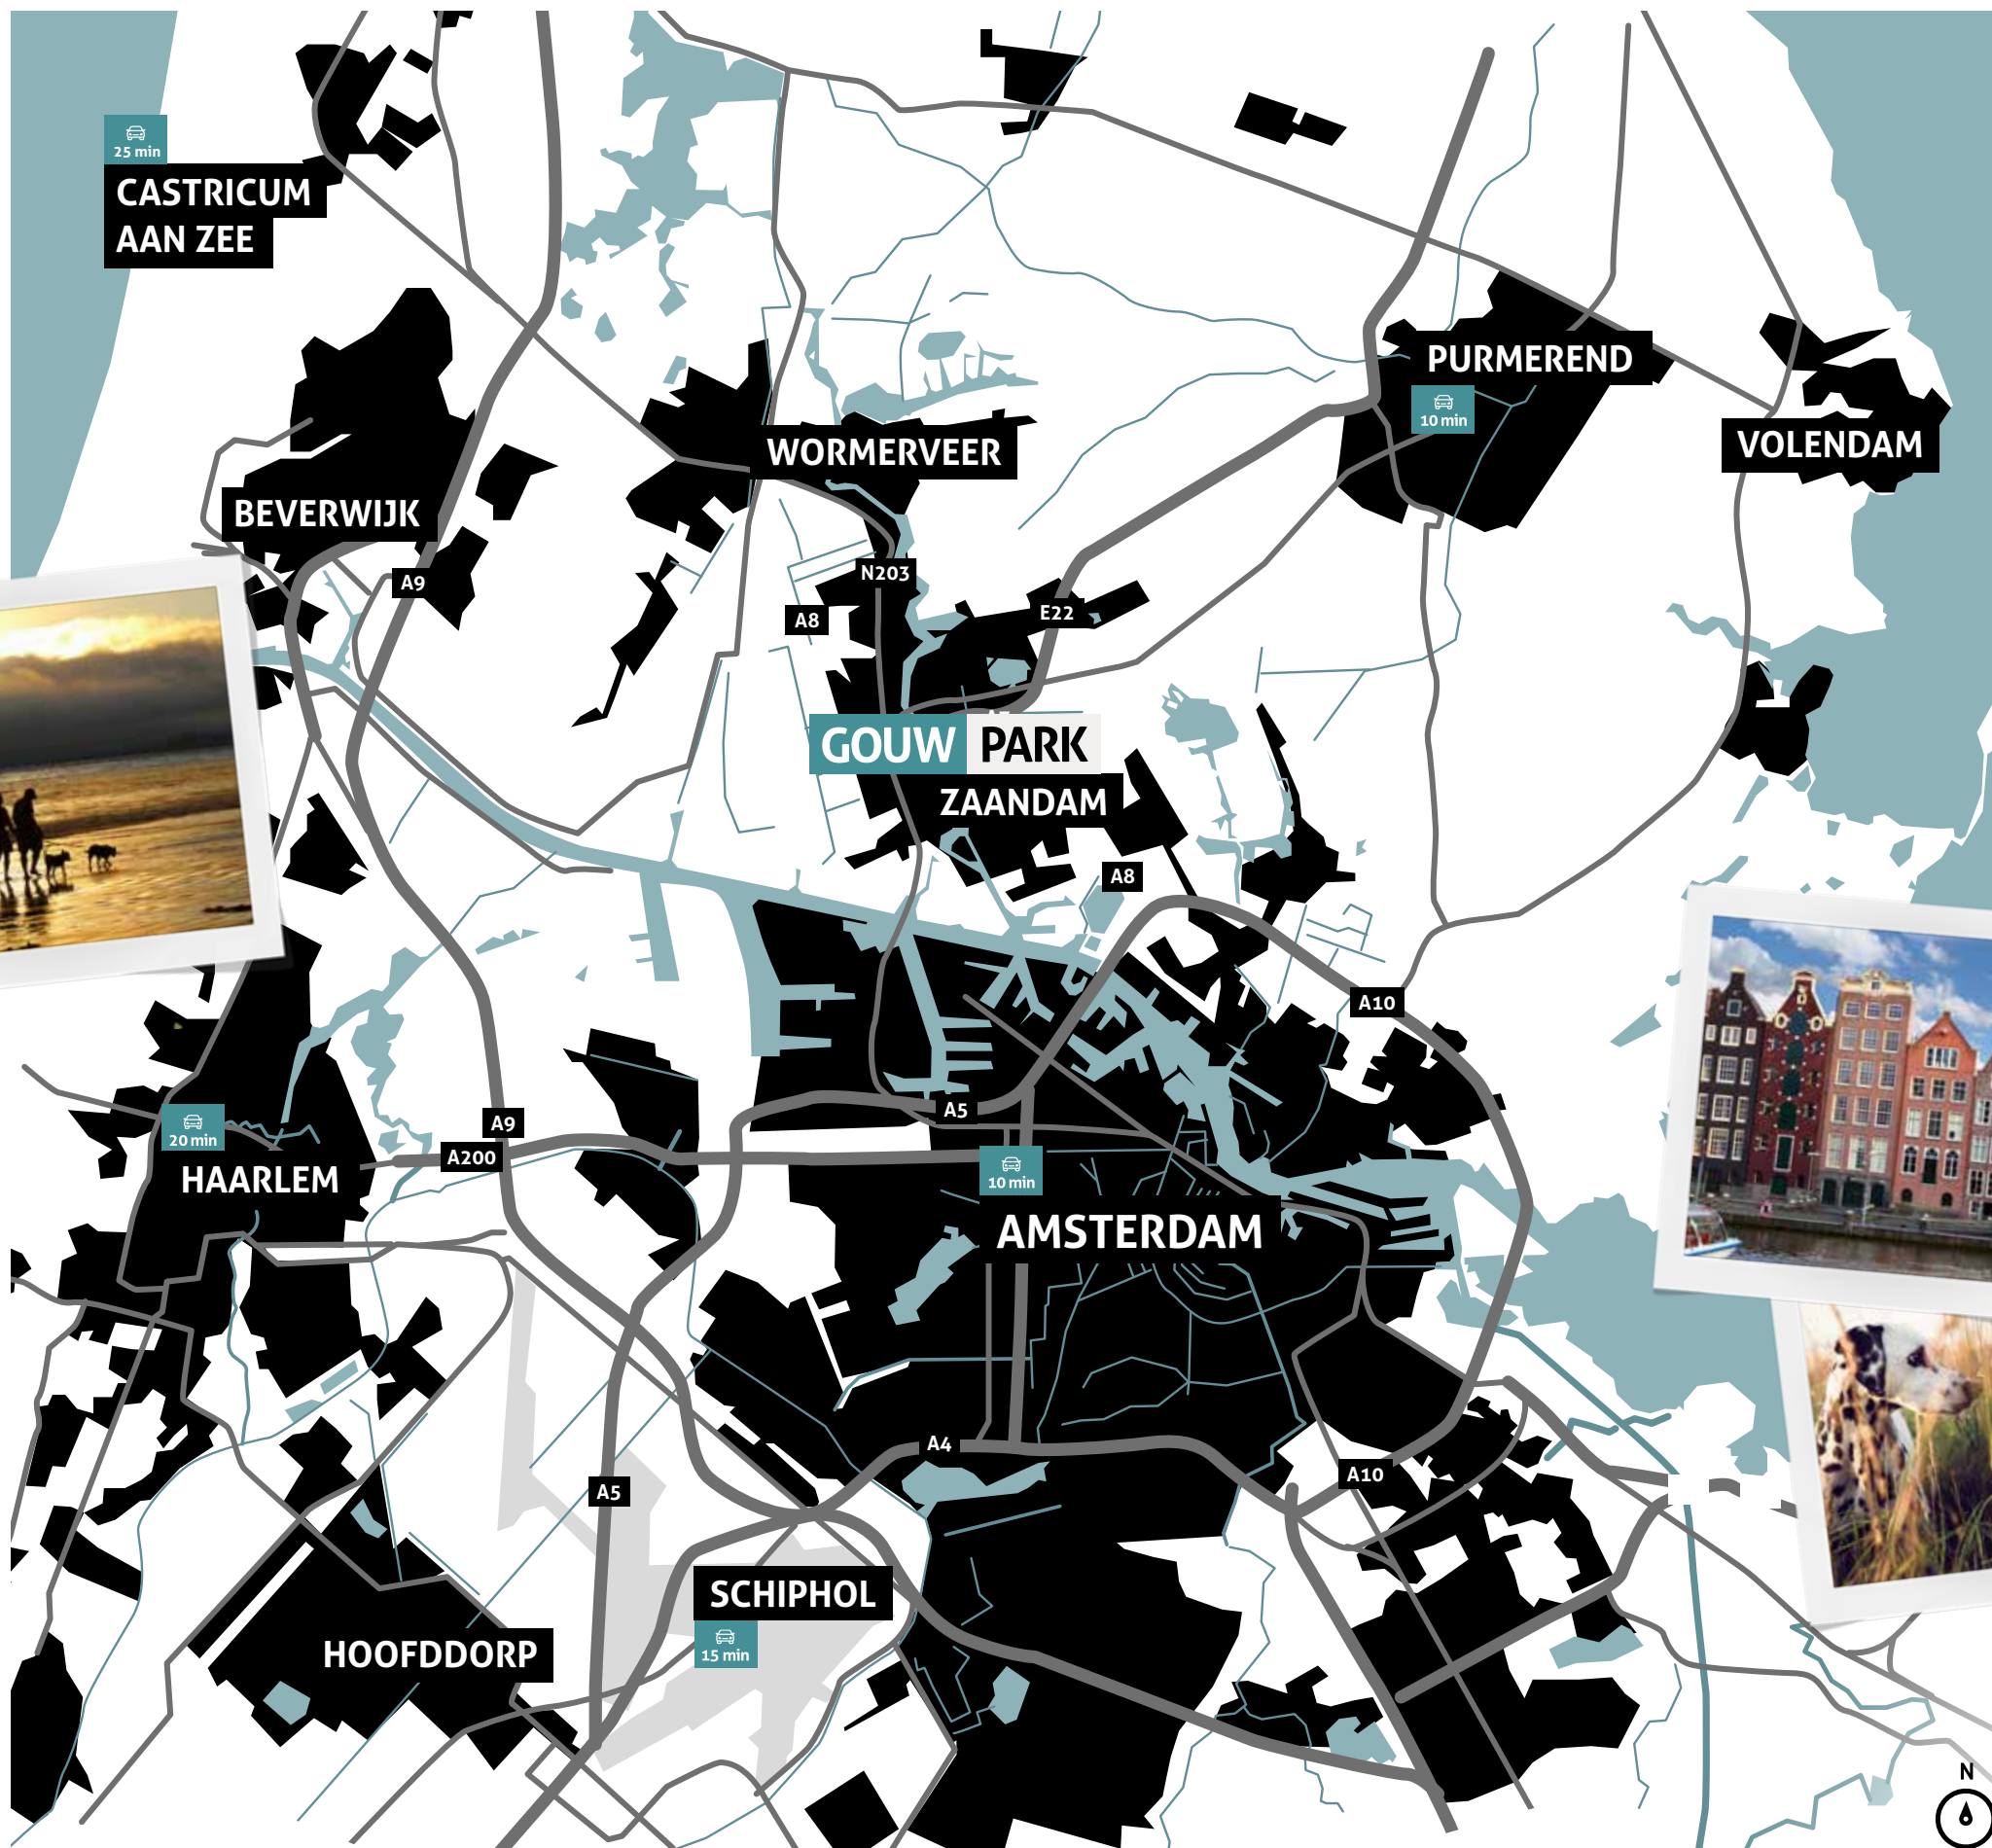 25 min
CASTRICUM
AAN ZEE
PURMEREND
10 min
VOLENDAM
WORMERVEER
BEVERWIJK
A9
N203
A8
E22
GOUW PARK
ZAANDAM
A8
A10
20 min
HAARLEM
A9
A200
A5
10 min
AMSTERDAM
A4
A10
A5
SCHIPHOL
15 min
HOOFDDORP
N